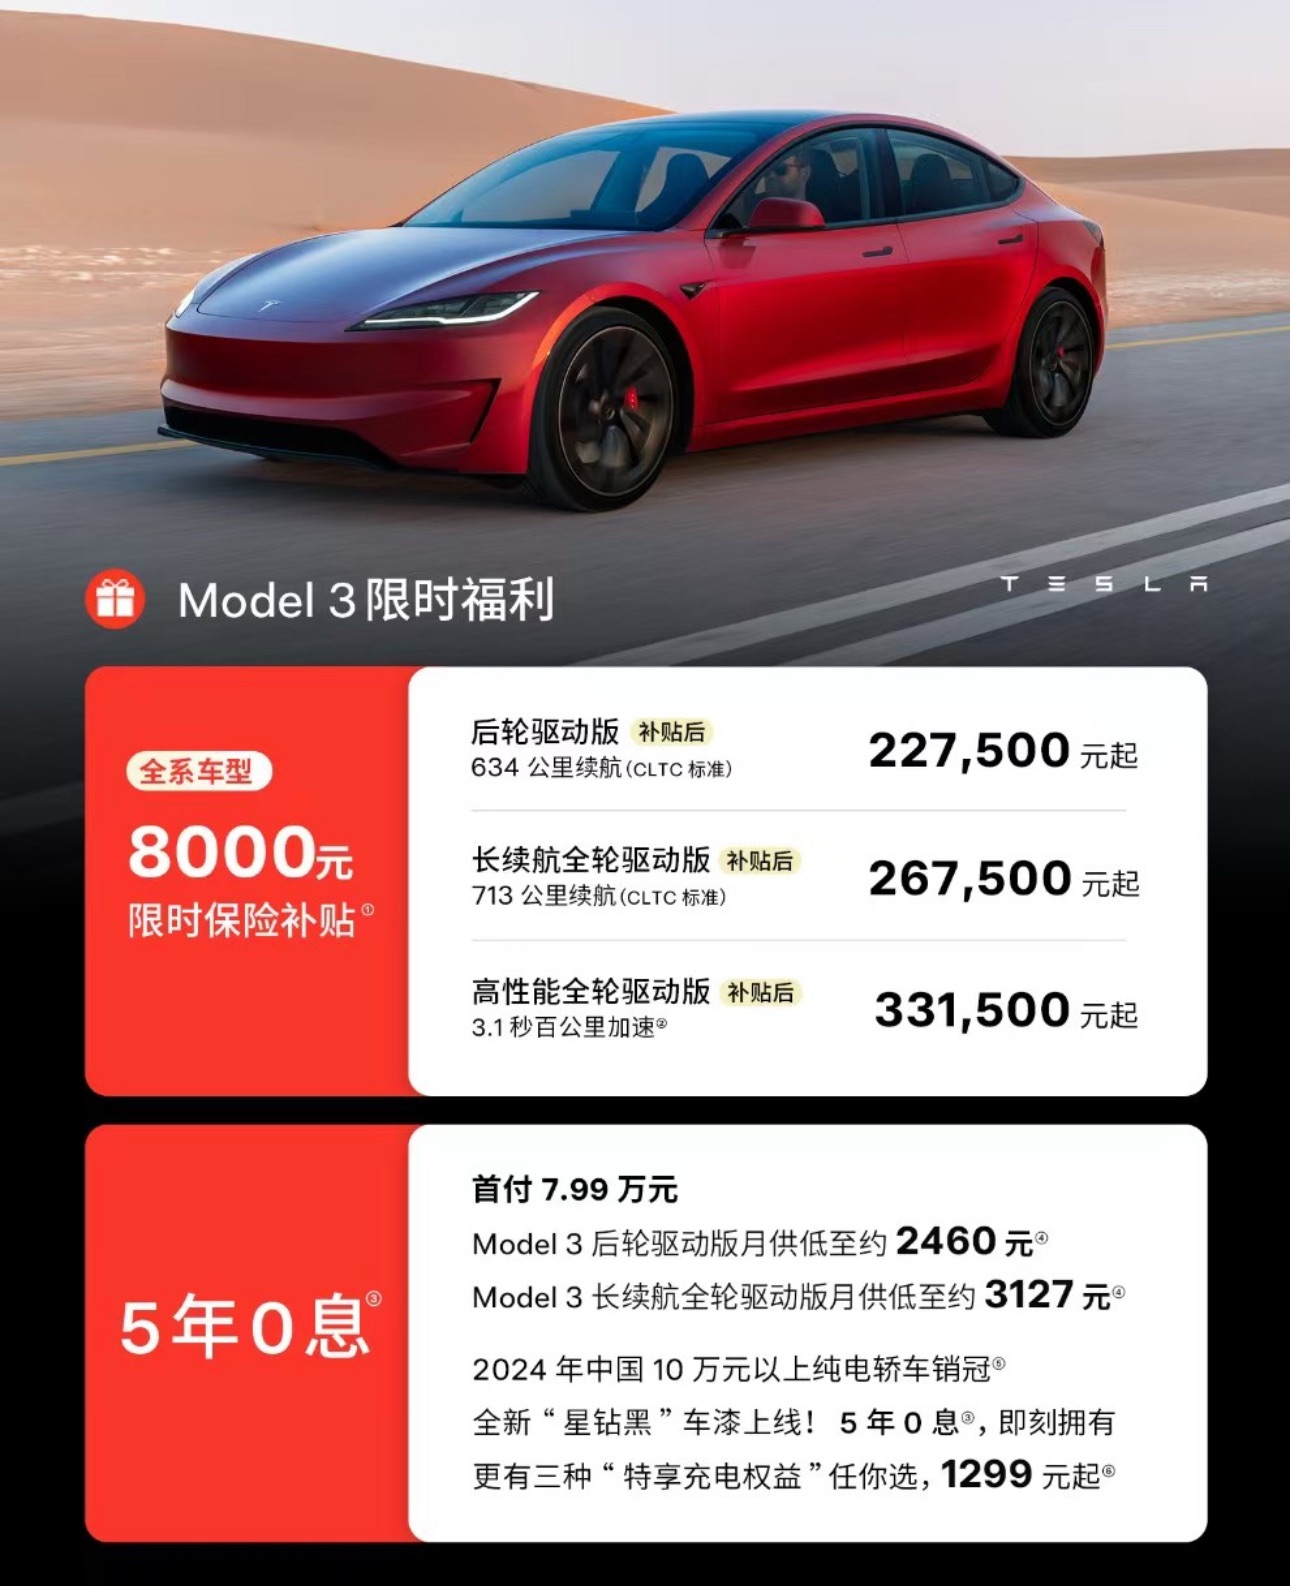 Model 3限时福利
TESLA
全系车型
8000元
限时保险补贴①
后轮驱动版 补贴后
634 公里续航(CLTC 标准)
227,500 元起
长续航全轮驱动版 补贴后
713 公里续航(CLTC 标准)
267,500 元起
高性能全轮驱动版 补贴后
3.1 秒百公里加速②
331,500 元起
5年0息③
首付 7.99 万元
Model 3 后轮驱动版月供低至约 2460 元④
Model 3 长续航全轮驱动版月供低至约 3127 元④
2024 年中国 10 万元以上纯电轿车销冠⑤
全新“星钻黑”车漆上线！5 年 0 息③，即刻拥有
更有三种“特享充电权益”任你选，1299 元起⑥